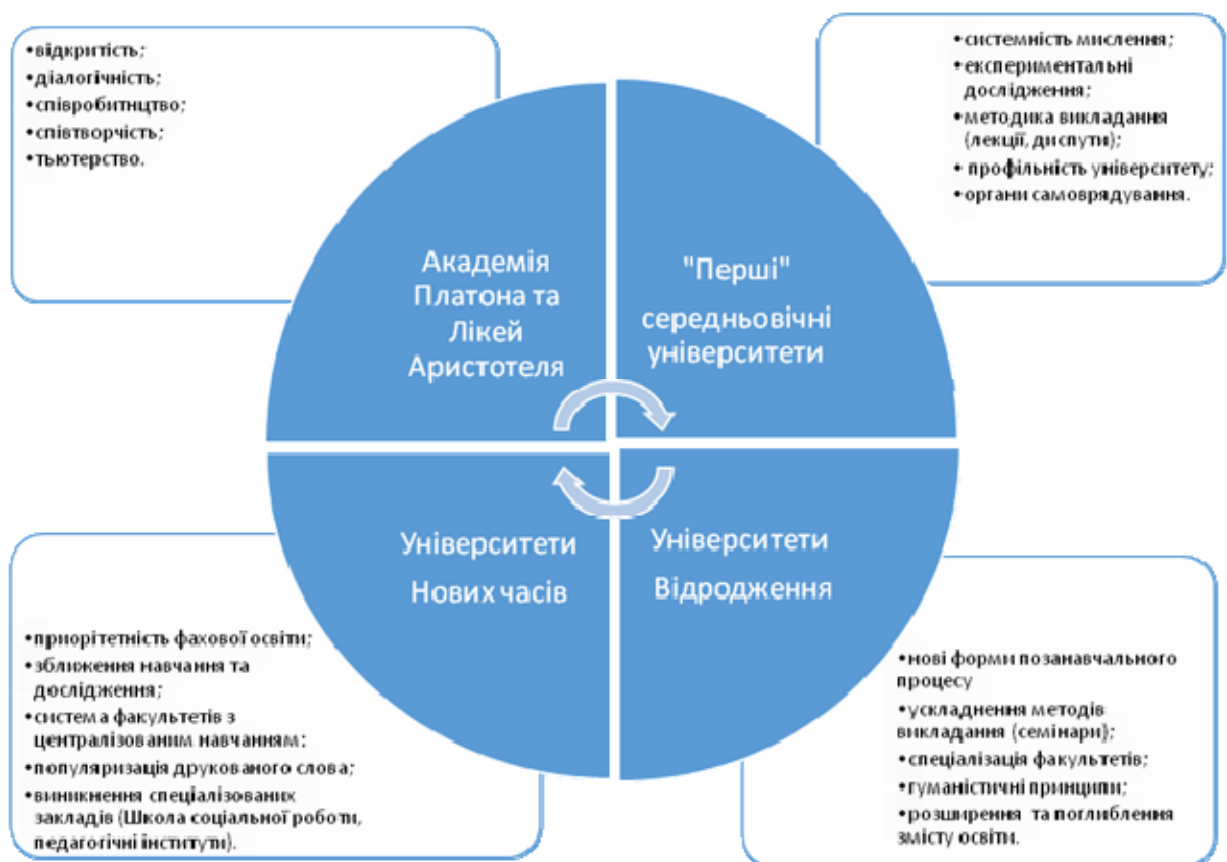 •відкритість;
•діалогічність;
•співробітництво;
•співтворчість;
•тьютерство.
•системність мислення;
•експериментальні
дослідження;
•методика викладання
(лекції, диспути);
• профільність університету;
•органи самоврядування.
Академія
Платона та
Лікей
Аристотеля
"Перші"
середньовічні
університети
Університети
Нових часів
Університети
Відродження
•приорітетність фахової освіти;
•зближення навчання та
дослідження;
•система факультетів з
централізованим навчанням;
•популяризація друкованого слова;
•виникнення спеціалізованих
закладів (Школа соціальної роботи,
педагогічні інститути).
•нові форми позанавчального
процесу
•ускладнення методів
викладання (семінари);
•спеціалізація факультетів;
•гуманістичні принципи;
•розширення та поглиблення
змісту освіти.